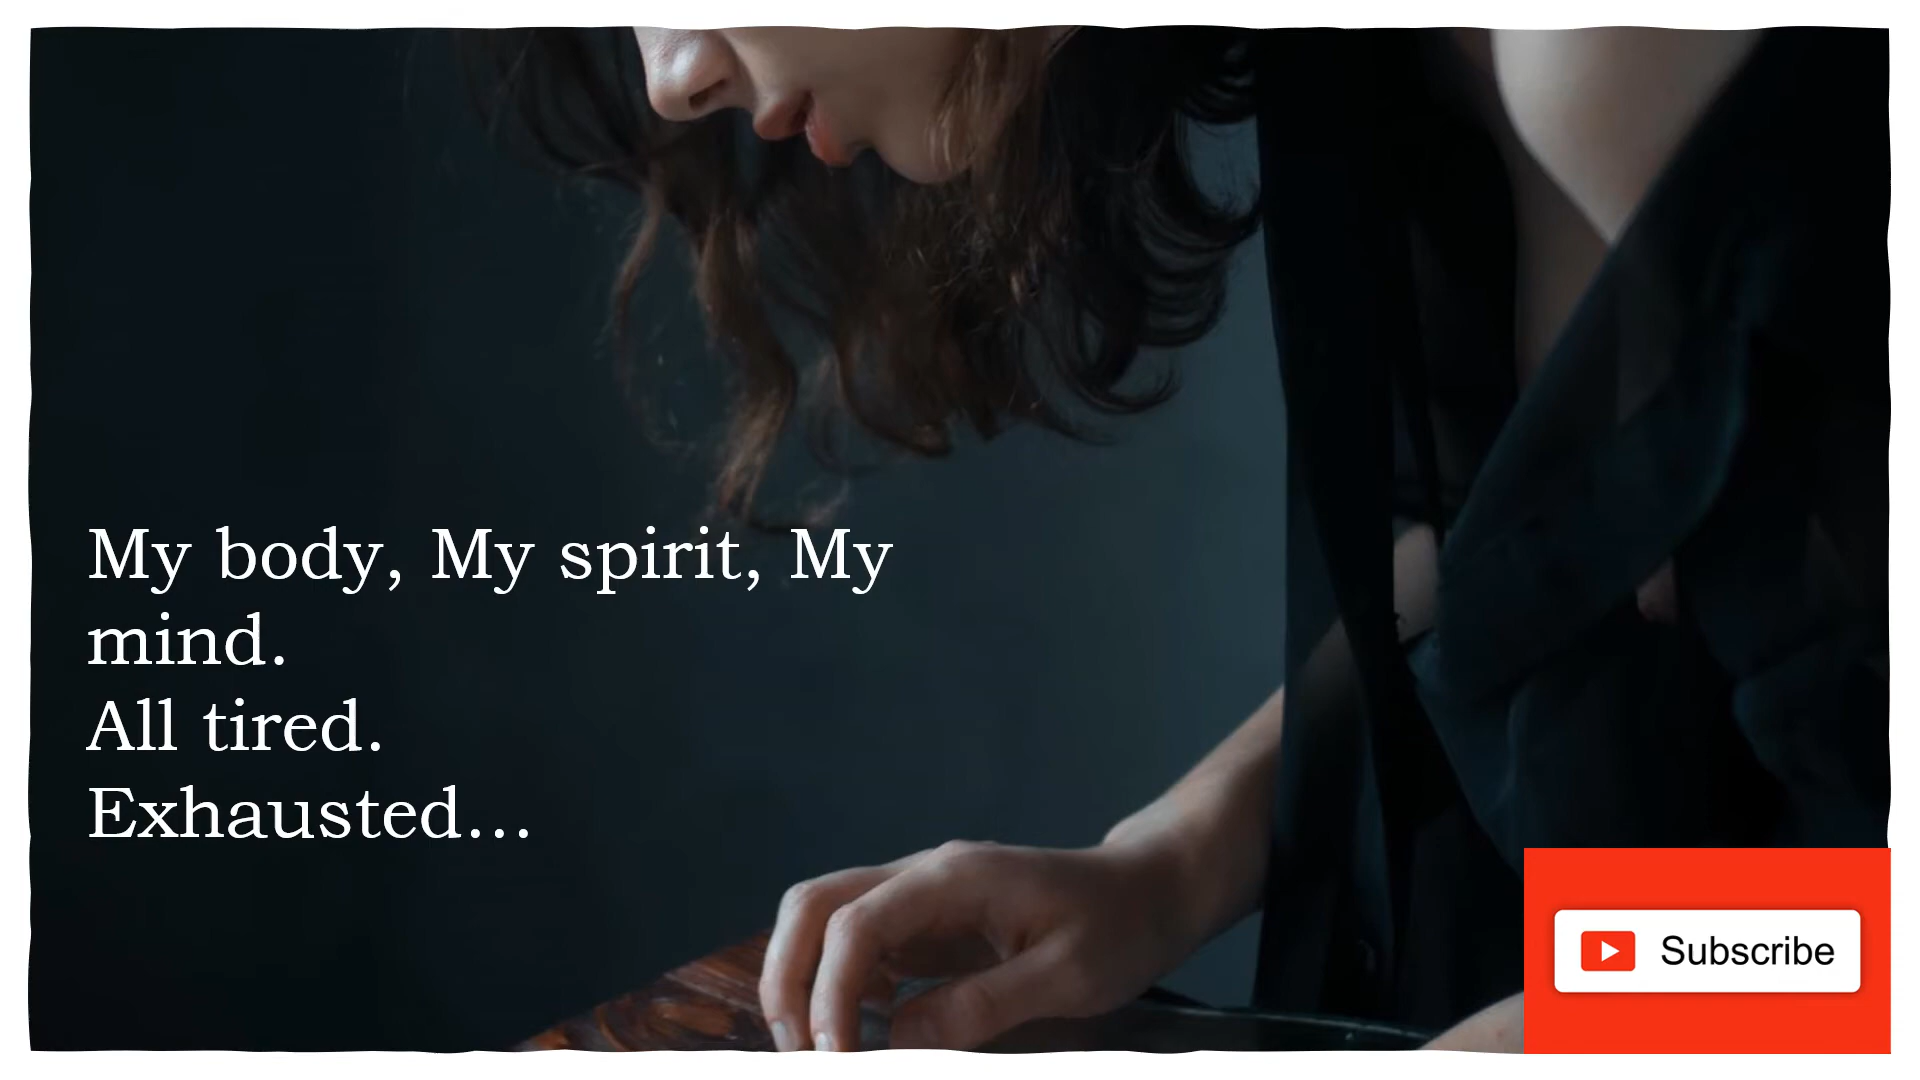 My body, My spirit, My
mind.
All tired.
Exhausted...
Subscribe